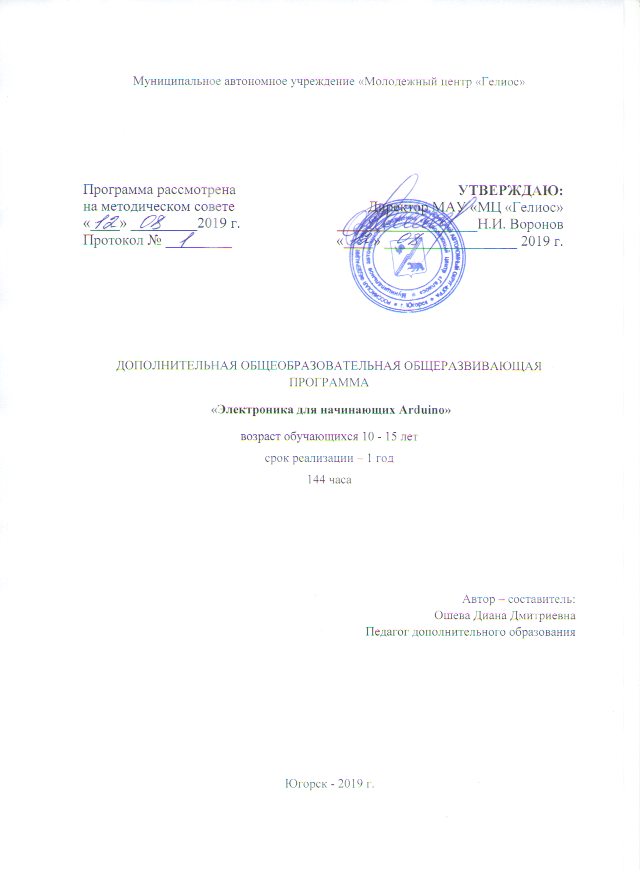 Муниципальное автономное учреждение «Молодежный центр «Гелиос»
Программа рассмотрена
на методическом совете
«12» 08 2019 г.
Протокол № 1
УТВЕРЖДАЮ:
Директор МАУ «МЦ «Гелиос»
Н.И. Воронов
« » 08 2019 г.
ДОПОЛНИТЕЛЬНАЯ ОБЩЕОБРАЗОВАТЕЛЬНАЯ ОБЩЕРАЗВИВАЮЩАЯ
ПРОГРАММА
«Электроника для начинающих Arduino»
возраст обучающихся 10 - 15 лет
срок реализации – 1 год
144 часа
Автор – составитель:
Ошева Диана Дмитриевна
Педагог дополнительного образования
Югорск - 2019 г.